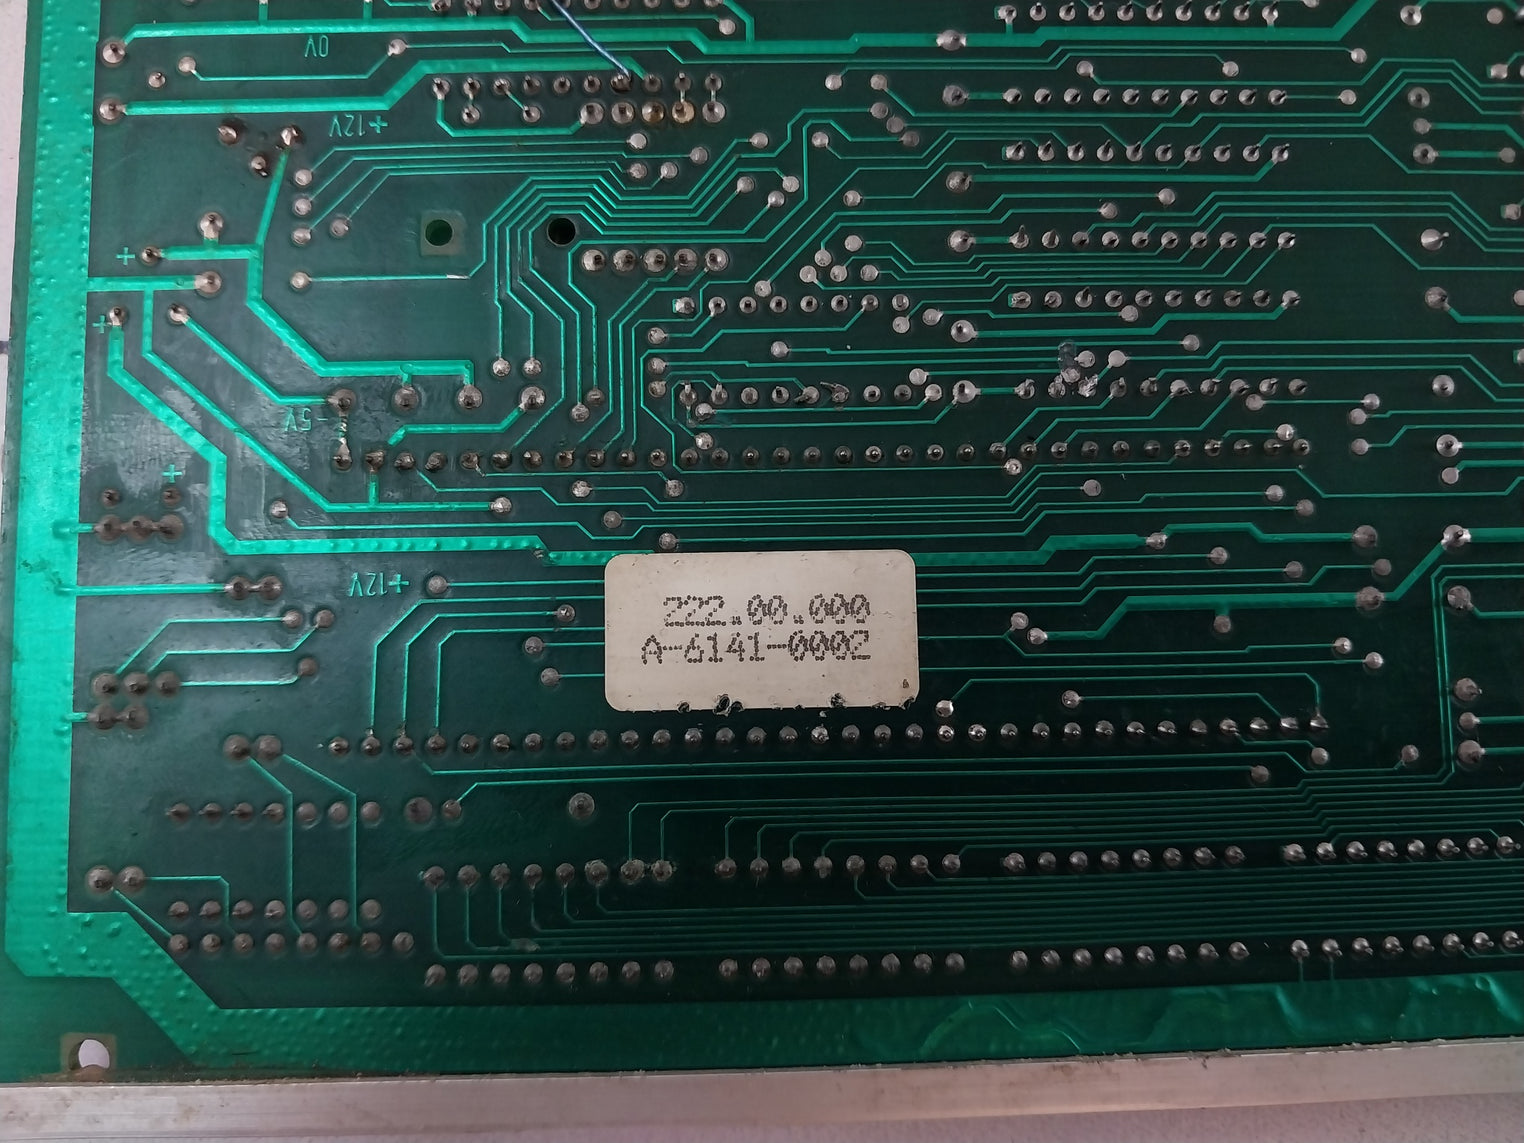 0V
+12V
+
+
-5V
+
+12V
222.00.000
A-6141-0002